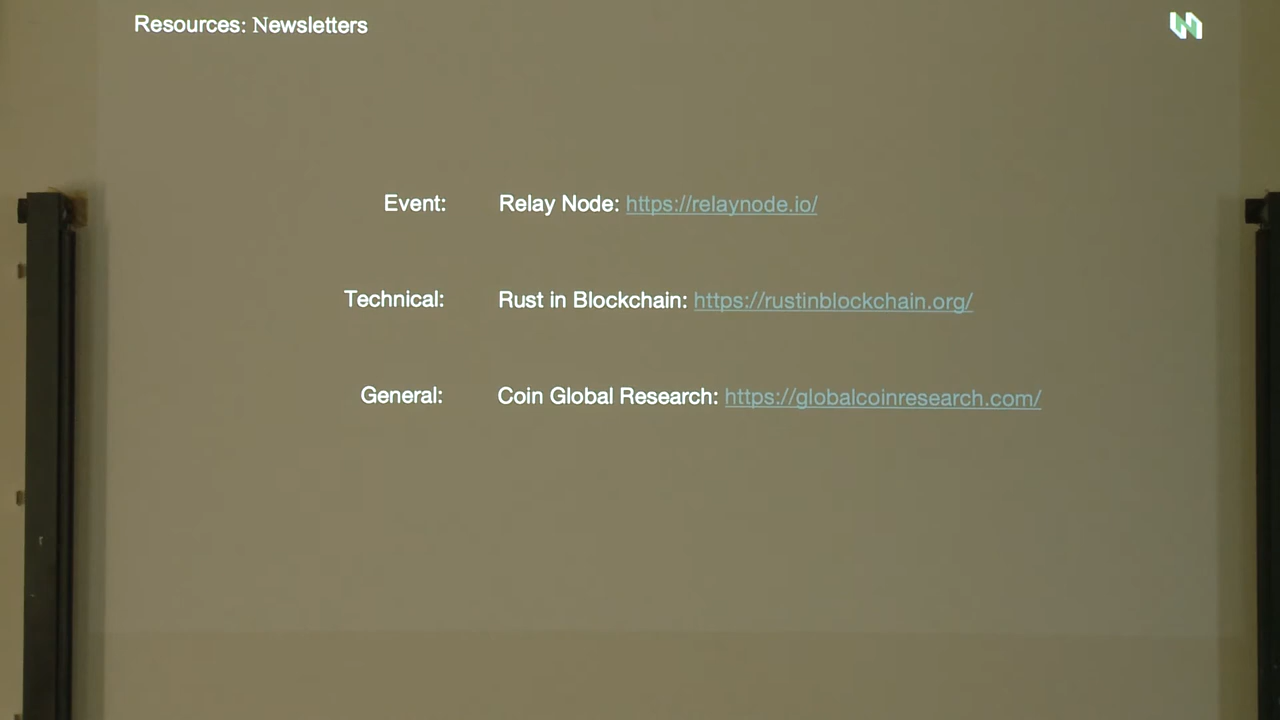 Resources: Newsletters
Event: Relay Node: https://relaynode.io/
Technical: Rust in Blockchain: https://rustinblockchain.org/
General: Coin Global Research: https://globalcoinresearch.com/